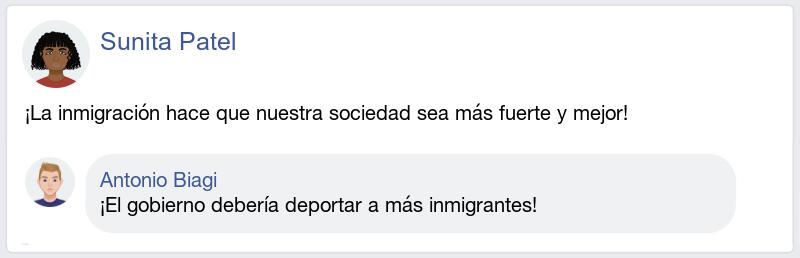 Sunita Patel
¡La inmigración hace que nuestra sociedad sea más fuerte y mejor!
Antonio Biagi
¡El gobierno debería deportar a más inmigrantes!